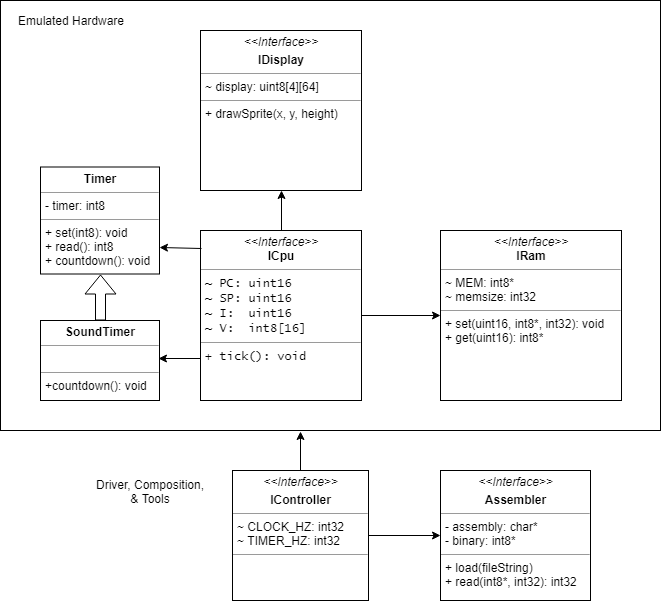 Emulated Hardware
<<Interface>>
IDisplay
~ display: uint8[4][64]
+ drawSprite(x, y, height)
Timer
- timer: int8
+ set(int8): void
+ read(): int8
+ countdown(): void
SoundTimer
+countdown(): void
<<Interface>>
ICpu
~ PC: uint16
~ SP: uint16
~ I:  uint16
~ V:  int8[16]
+ tick(): void
<<Interface>>
IRam
~ MEM: int8*
~ memsize: int32
+ set(uint16, int8*, int32): void
+ get(uint16): int8*
Driver, Composition,
& Tools
<<Interface>>
IController
~ CLOCK_HZ: int32
~ TIMER_HZ: int32
<<Interface>>
Assembler
- assembly: char*
- binary: int8*
+ load(fileString)
+ read(int8*, int32): int32